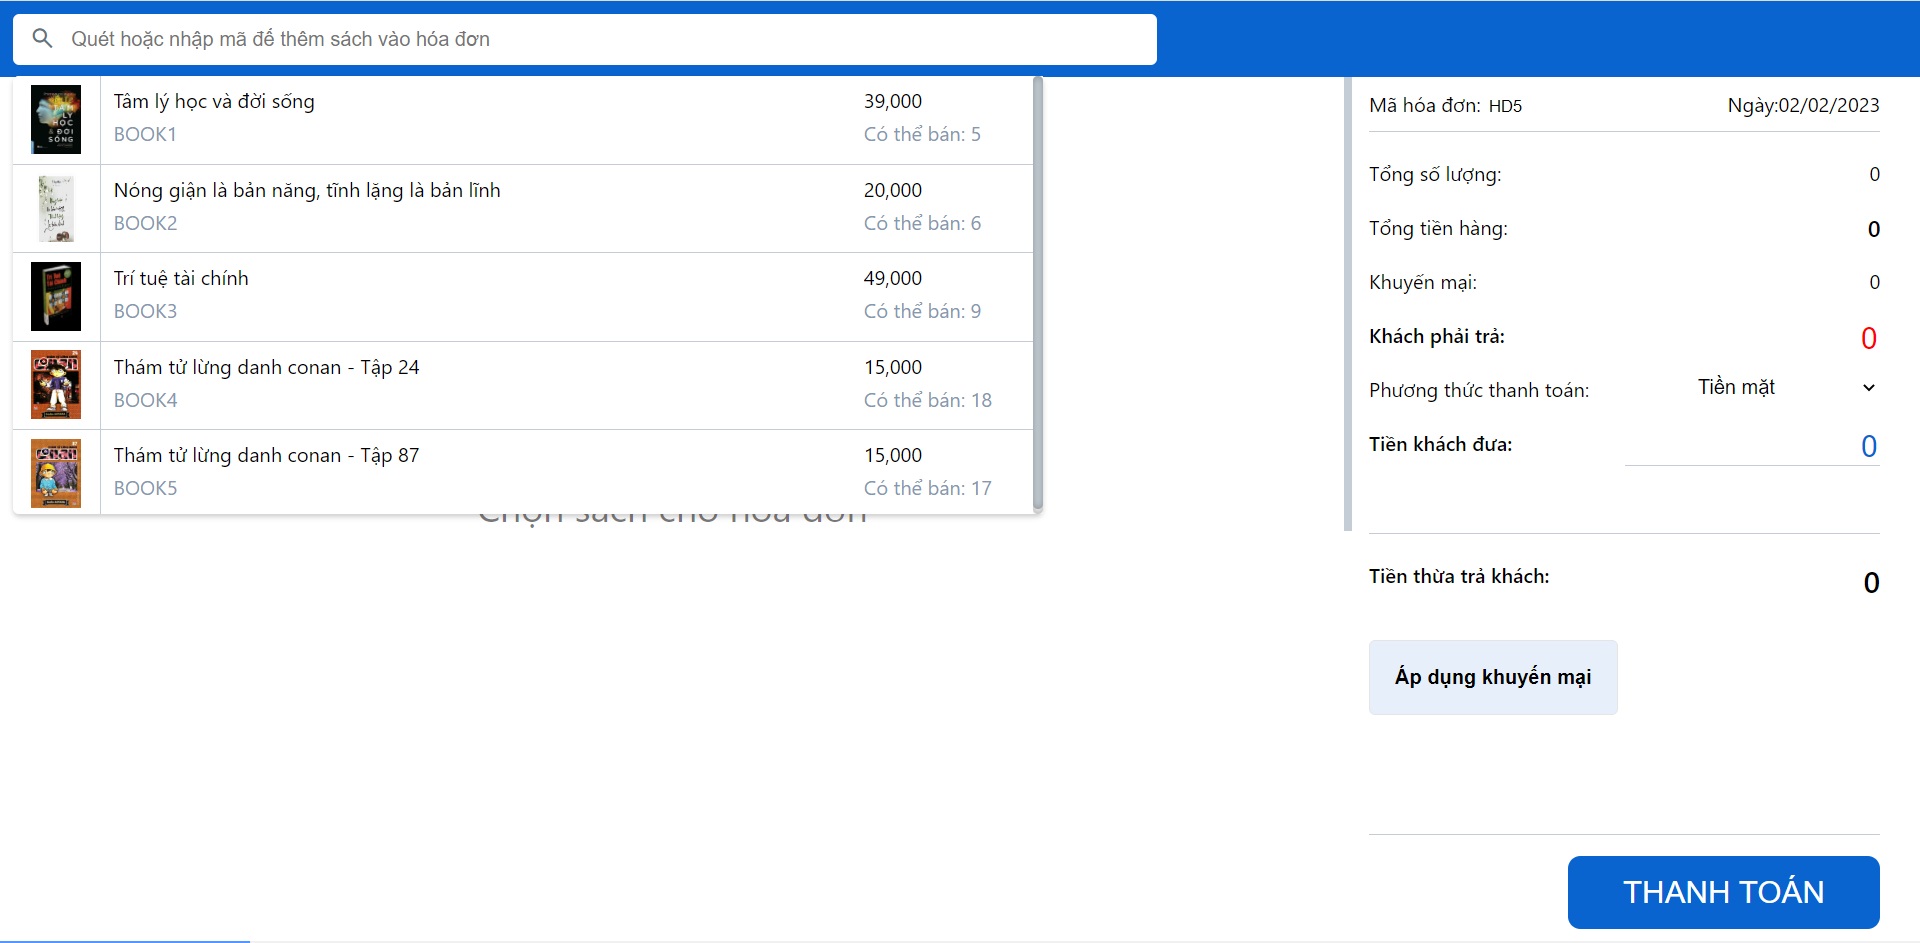 Quét hoặc nhập mã để thêm sách vào hóa đơn
Tâm lý học và đời sống
BOOK1
39,000
Có thể bán: 5
Nóng giận là bản năng, tĩnh lặng là bản lĩnh
BOOK2
20,000
Có thể bán: 6
Trí tuệ tài chính
BOOK3
49,000
Có thể bán: 9
Thám tử lừng danh conan - Tập 24
BOOK4
15,000
Có thể bán: 18
Thám tử lừng danh conan - Tập 87
BOOK5
15,000
Có thể bán: 17
Chọn sách cho hóa đơn
Mã hóa đơn: HD5
Ngày:02/02/2023
Tổng số lượng: 0
Tổng tiền hàng: 0
Khuyến mại: 0
Khách phải trả: 0
Phương thức thanh toán: Tiền mặt
Tiền khách đưa: 0
Tiền thừa trả khách: 0
Áp dụng khuyến mại
THANH TOÁN